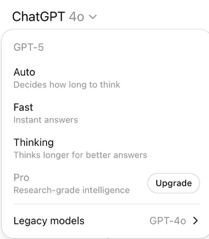 ChatGPT 4o
GPT-5
Auto
Decides how long to think
Fast
Instant answers
Thinking
Thinks longer for better answers
Pro
Research-grade intelligence
Upgrade
Legacy models GPT-4o